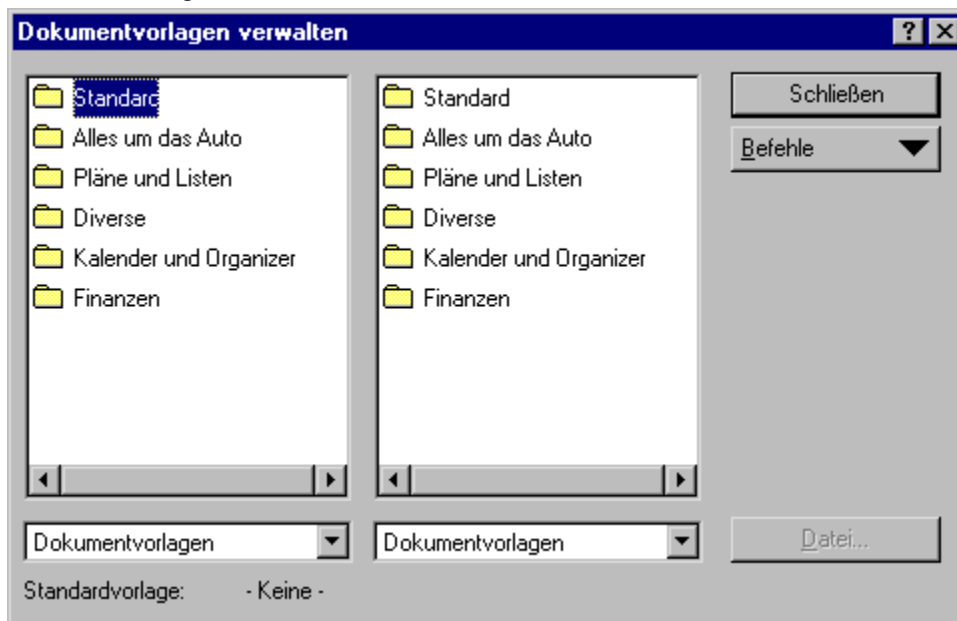 Dokumentvorlagen verwalten
Standard
Alles um das Auto
Pläne und Listen
Diverse
Kalender und Organizer
Finanzen
Dokumentvorlagen
Standard
Alles um das Auto
Pläne und Listen
Diverse
Kalender und Organizer
Finanzen
Dokumentvorlagen
Schließen
Befehle
Datei...
Standardvorlage: - Keine -